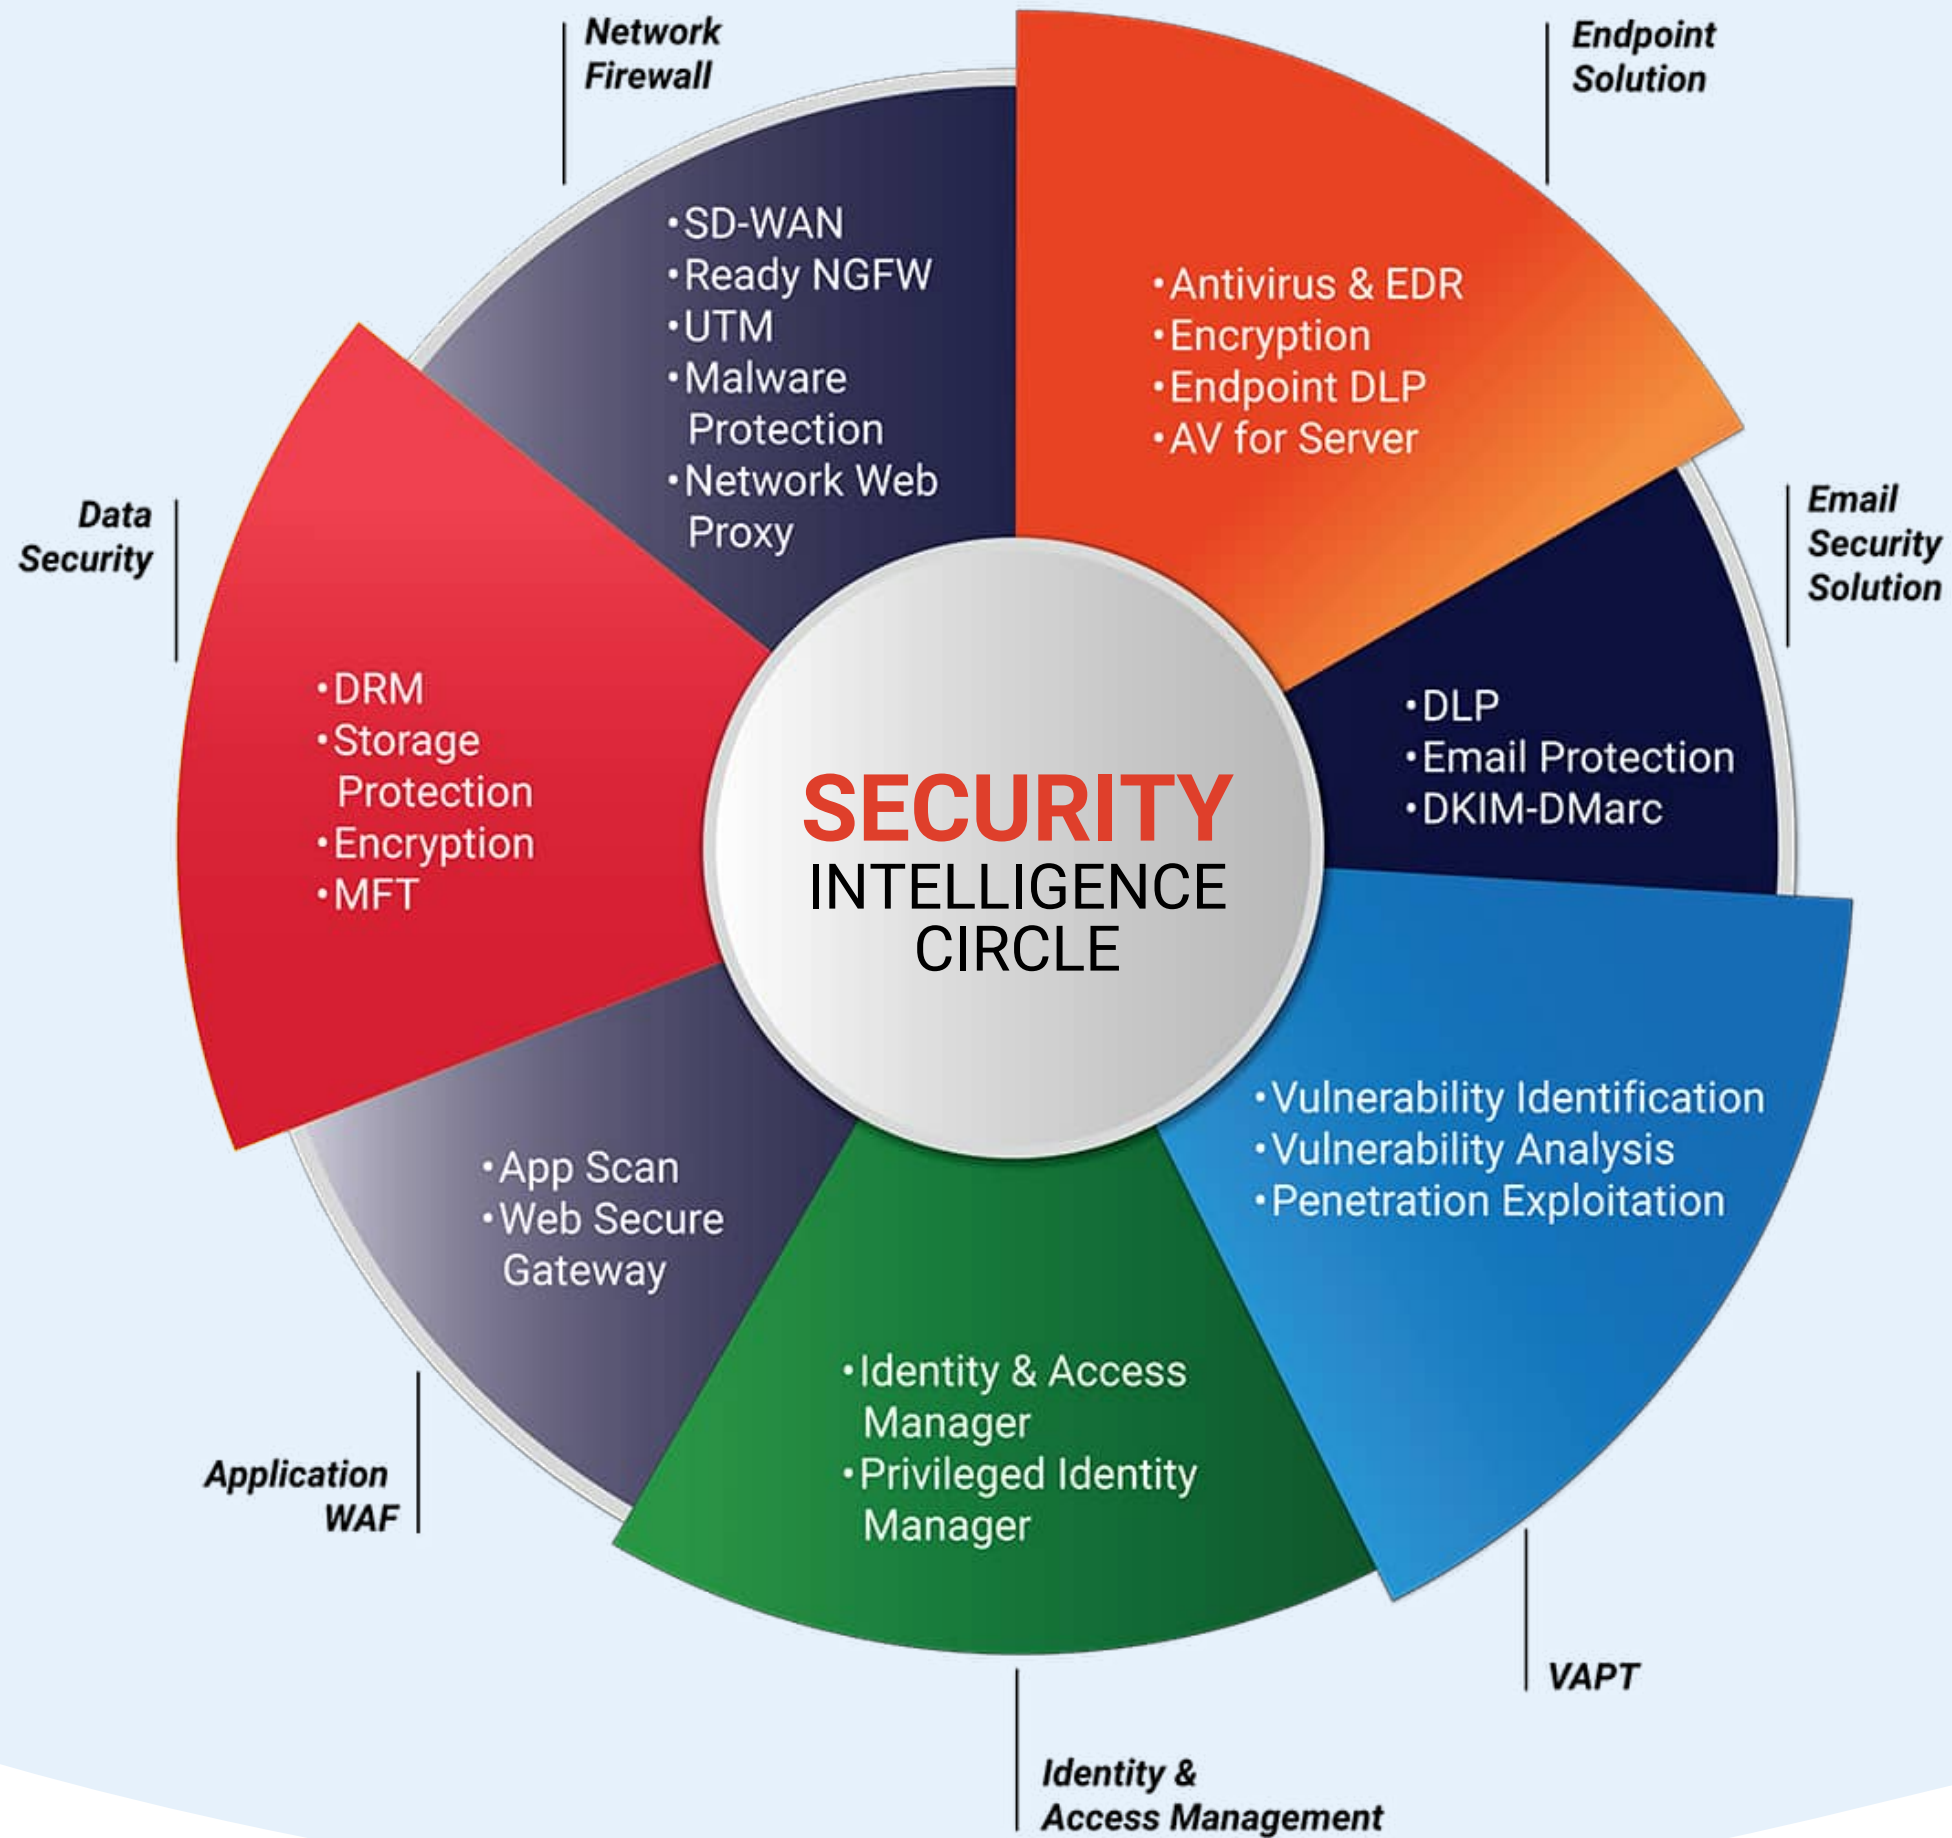 Network
Firewall
•SD-WAN
•Ready NGFW
•UTM
•Malware
Protection
•Network Web
Proxy
Endpoint
Solution
•Antivirus & EDR
•Encryption
•Endpoint DLP
•AV for Server
Email
Security
Solution
•DLP
•Email Protection
•DKIM-DMarc
Data
Security
•DRM
•Storage
Protection
•Encryption
•MFT
SECURITY
INTELLIGENCE
CIRCLE
•Vulnerability Identification
•Vulnerability Analysis
•Penetration Exploitation
VAPT
•App Scan
•Web Secure
Gateway
Application
WAF
•Identity & Access
Manager
•Privileged Identity
Manager
Identity &
Access Management